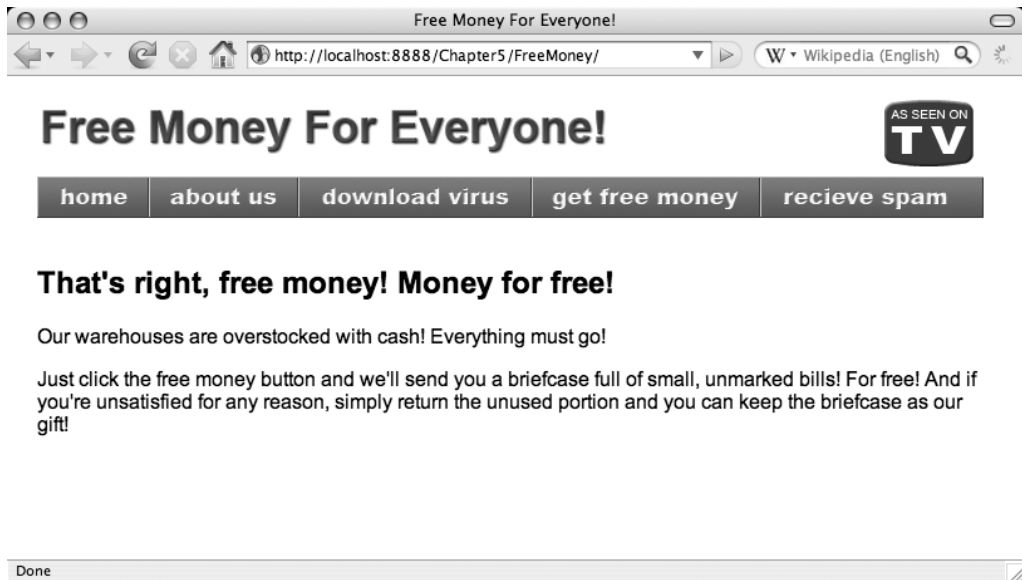 Free Money For Everyone!
http://localhost:8888/Chapter5/FreeMoney/
W Wikipedia (English)
Free Money For Everyone!
AS SEEN ON
TV
home
about us
download virus
get free money
recieve spam
That's right, free money! Money for free!
Our warehouses are overstocked with cash! Everything must go!
Just click the free money button and we'll send you a briefcase full of small, unmarked bills! For free! And if
you're unsatisfied for any reason, simply return the unused portion and you can keep the briefcase as our
gift!
Done